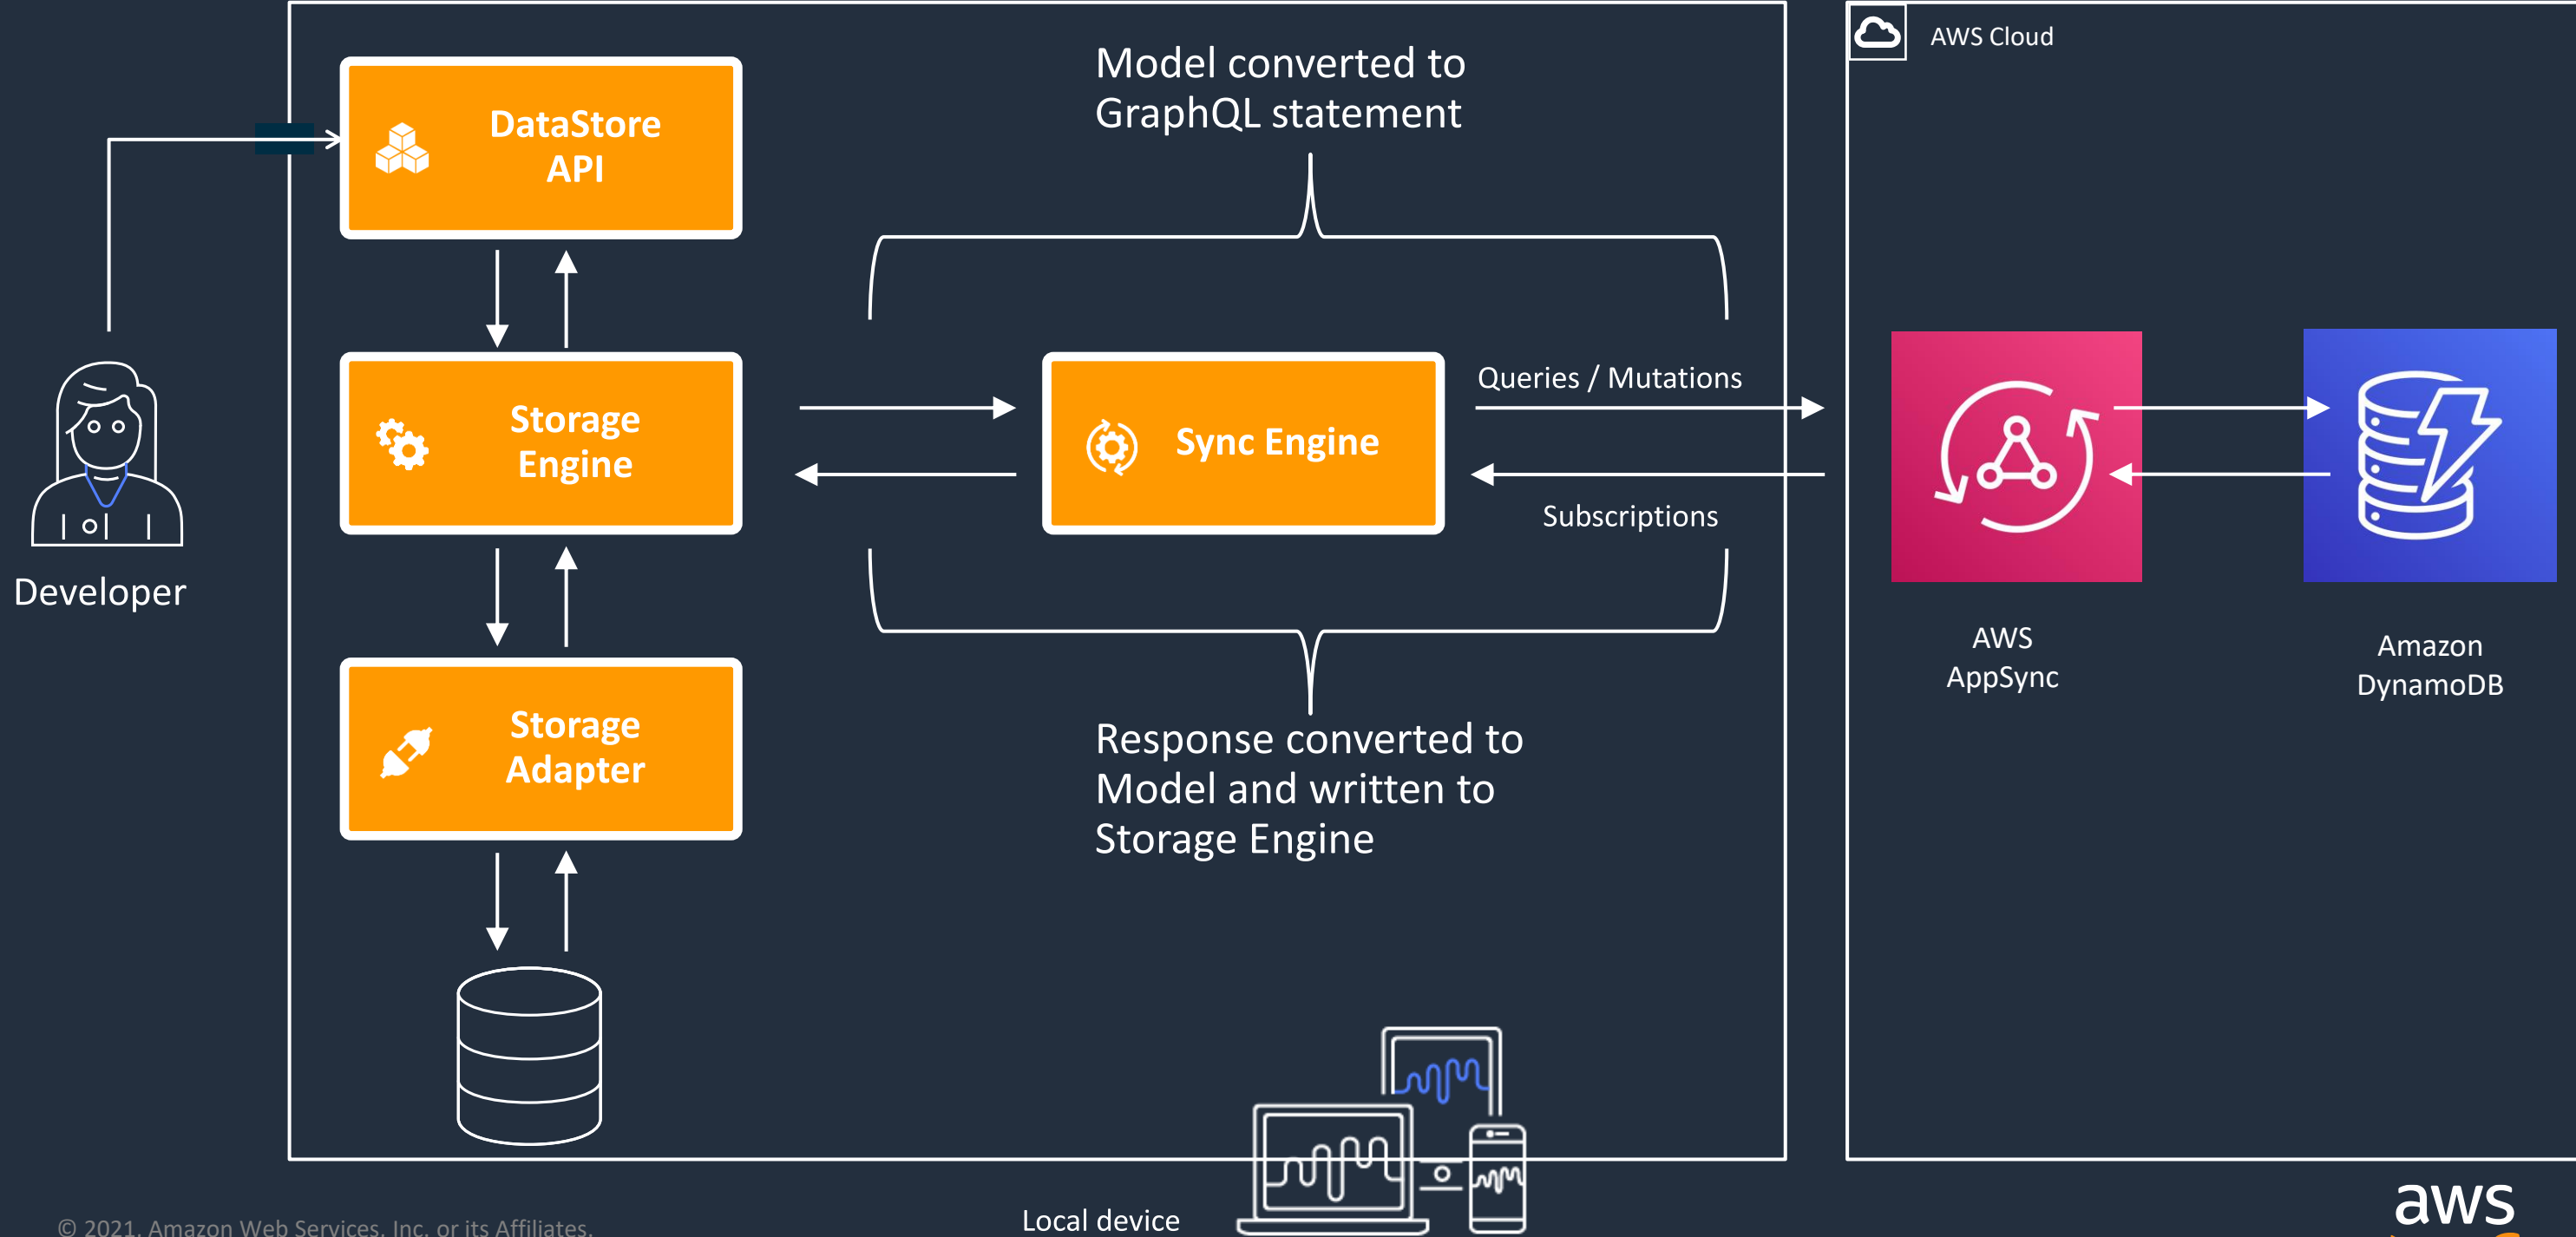 AWS Cloud
Model converted to
GraphQL statement
DataStore
API
Storage
Engine
Sync Engine
Queries / Mutations
Subscriptions
Developer
AWS
AppSync
Amazon
DynamoDB
Storage
Adapter
Response converted to
Model and written to
Storage Engine
Local device
aws
© 2021, Amazon Web Services, Inc. or its Affiliates.